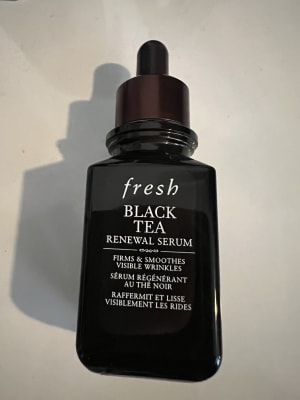 fresh
BLACK
TEA
RENEWAL SERUM
FIRMS & SMOOTHES
VISIBLE WRINKLES
SÉRUM RÉGÉNÉRANT
AU THÉ NOIR
RAFFERMIT ET LISSE
VISIBLEMENT LES RIDES